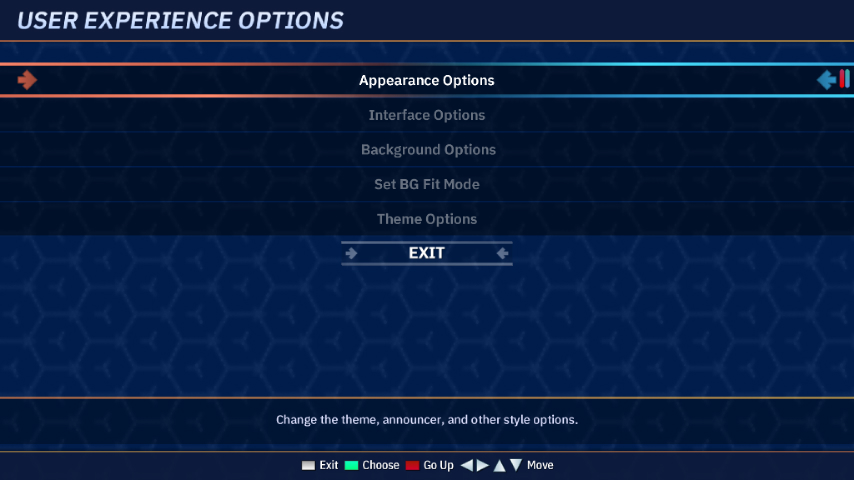 USER EXPERIENCE OPTIONS
Appearance Options
Interface Options
Background Options
Set BG Fit Mode
Theme Options
EXIT
Change the theme, announcer, and other style options.
Exit Choose Go Up Move